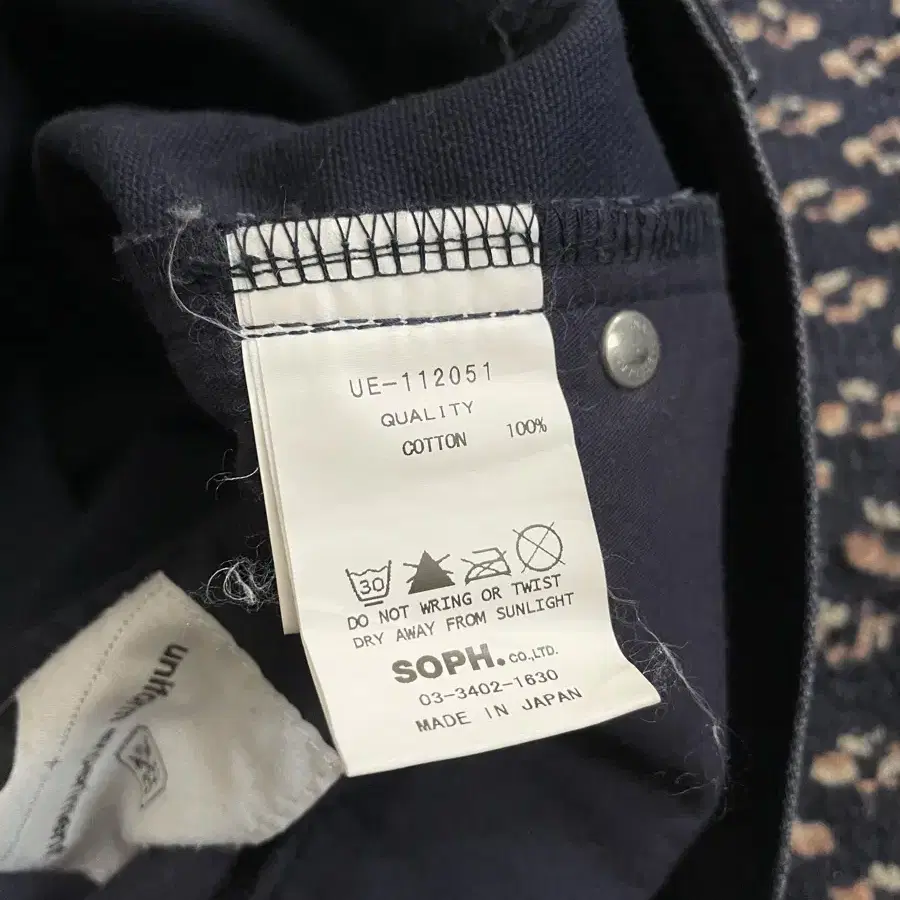 UE-112051
QUALITY
COTTON 100%
30
DO NOT WRING OR TWIST
DRY AWAY FROM SUNLIGHT
SOPH. CO.,LTD.
03-3402-1630
MADE IN JAPAN
uniform
experiment